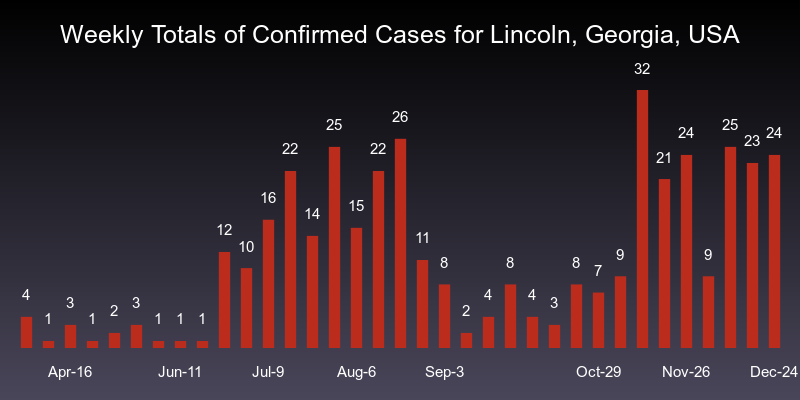 Weekly Totals of Confirmed Cases for Lincoln, Georgia, USA
4 1 3 1 2 3 1 1 1 12 10 16 22 14 25 15 22 26 11 8 2 4 8 4 3 8 7 9 32 21 24 9 25 23 24
Apr-16 Jun-11 Jul-9 Aug-6 Sep-3 Oct-29 Nov-26 Dec-24